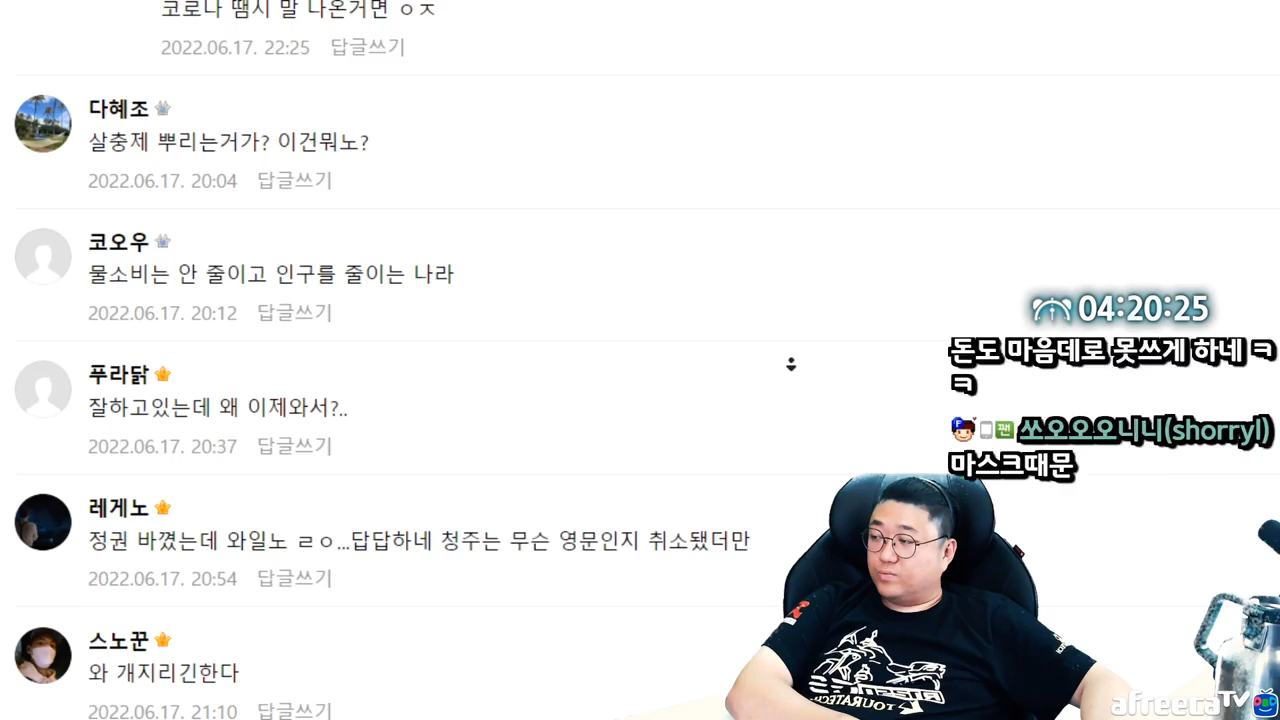 코로나 땜시 말 나온거면 ㅇㅈ
2022.06.17. 22:25 답글쓰기
다혜조
살충제 뿌리는거가? 이건뭐노?
2022.06.17. 20:04 답글쓰기
코오우
물소비는 안 줄이고 인구를 줄이는 나라
2022.06.17. 20:12 답글쓰기
푸라닭
잘하고있는데 왜 이제와서?..
2022.06.17. 20:37 답글쓰기
레게노
정권 바꼈는데 와일노 ㄹㅇ...답답하네 청주는 무슨 영문인지 취소됐더만
2022.06.17. 20:54 답글쓰기
스노꾼
와 개지리긴한다
2022.06.17. 21:10 답글쓰기
04:20:25
돈도 마음데로 못쓰게 하네 ㅋ
ㅋ
팬 쏘오오오니니(shorryl)
마스크때문
TOURATECH
afreecaTV